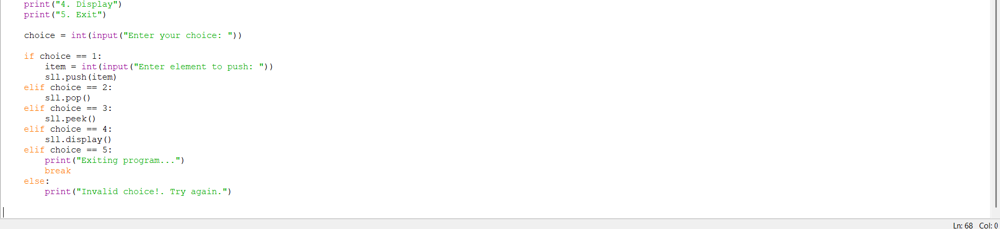 print("4. Display")
    print("5. Exit")

    choice = int(input("Enter your choice: "))

    if choice == 1:
        item = int(input("Enter element to push: "))
        sll.push(item)
    elif choice == 2:
        sll.pop()
    elif choice == 3:
        sll.peek()
    elif choice == 4:
        sll.display()
    elif choice == 5:
        print("Exiting program...")
        break
    else:
        print("Invalid choice!. Try again.")
Ln: 68 Col: 0